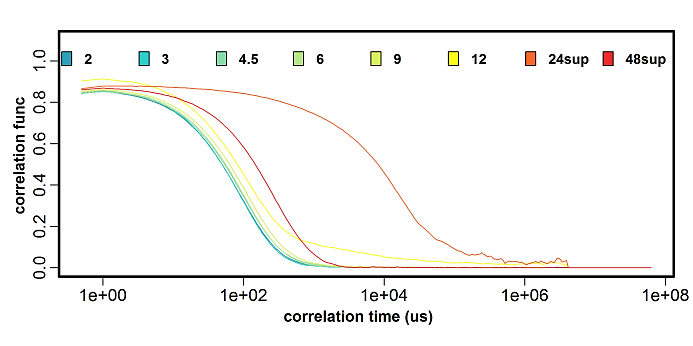 2 3 4.5 6 9 12 24sup 48sup
1.0
0.8
0.6
0.4
0.2
0.0
correlation func
1e+00 1e+02 1e+04 1e+06 1e+08
correlation time (us)